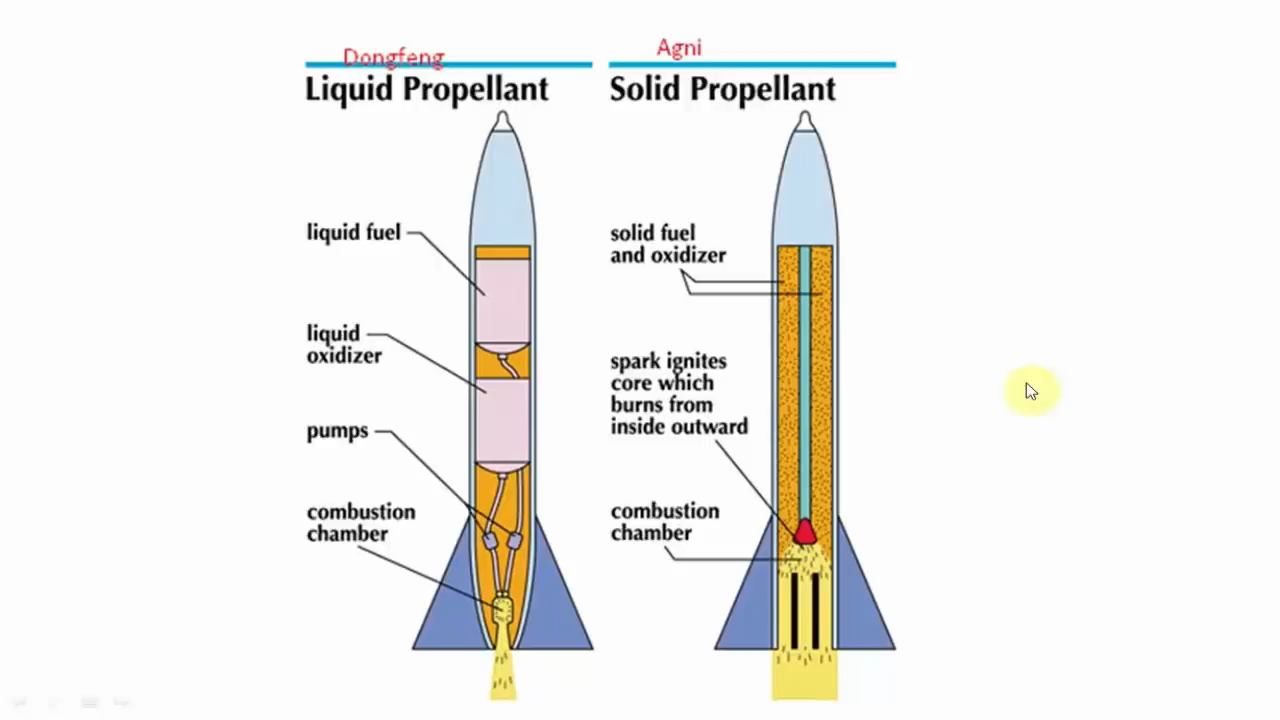 Dongfeng
Liquid Propellant
liquid fuel
liquid
oxidizer
pumps
combustion
chamber
Agni
Solid Propellant
solid fuel
and oxidizer
spark ignites
core which
burns from
inside outward
combustion
chamber